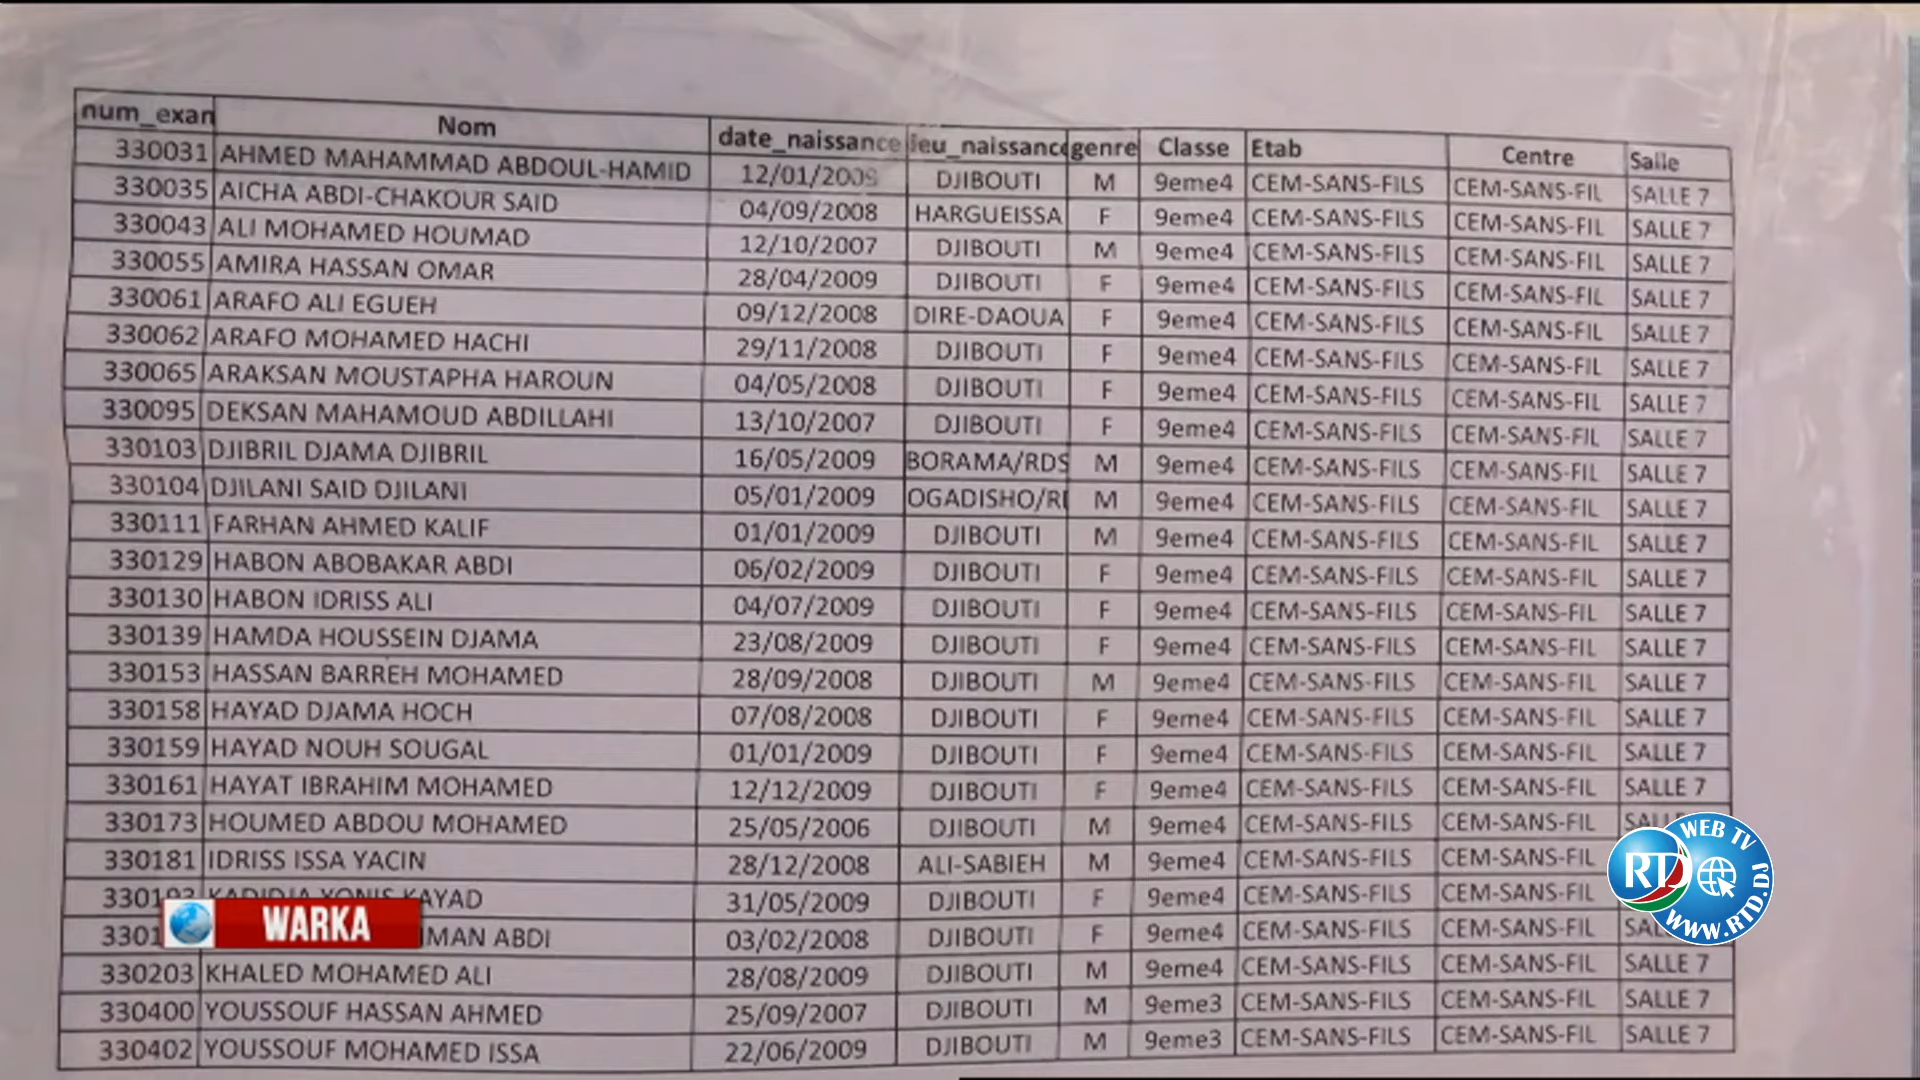 num_exan Nom date_naissance ieu_naissanc genre Classe Etab Centre Salle
330031 AHMED MAHAMMAD ABDOUL-HAMID 12/01/2009 DJIBOUTI M 9eme4 CEM-SANS-FILS CEM-SANS-FIL SALLE 7
330035 AICHA ABDI-CHAKOUR SAID 04/09/2008 HARGUEISSA F 9eme4 CEM-SANS-FILS CEM-SANS-FIL SALLE 7
330043 ALI MOHAMED HOUMAD 12/10/2007 DJIBOUTI M 9eme4 CEM-SANS-FILS CEM-SANS-FIL SALLE 7
330055 AMIRA HASSAN OMAR 28/04/2009 DJIBOUTI F 9eme4 CEM-SANS-FILS CEM-SANS-FIL SALLE 7
330061 ARAFO ALI EGUEH 09/12/2008 DIRE-DAOUA F 9eme4 CEM-SANS-FILS CEM-SANS-FIL SALLE 7
330062 ARAFO MOHAMED HACHI 29/11/2008 DJIBOUTI F 9eme4 CEM-SANS-FILS CEM-SANS-FIL SALLE 7
330065 ARAKSAN MOUSTAPHA HAROUN 04/05/2008 DJIBOUTI F 9eme4 CEM-SANS-FILS CEM-SANS-FIL SALLE 7
330095 DEKSAN MAHAMOUD ABDILLAHI 13/10/2007 DJIBOUTI F 9eme4 CEM-SANS-FILS CEM-SANS-FIL SALLE 7
330103 DJIBRIL DJAMA DJIBRIL 16/05/2009 BORAMA/RDS M 9eme4 CEM-SANS-FILS CEM-SANS-FIL SALLE 7
330104 DJILANI SAID DJILANI 05/01/2009 OGADISHO/RI M 9eme4 CEM-SANS-FILS CEM-SANS-FIL SALLE 7
330111 FARHAN AHMED KALIF 01/01/2009 DJIBOUTI M 9eme4 CEM-SANS-FILS CEM-SANS-FIL SALLE 7
330129 HABON ABOBAKAR ABDI 06/02/2009 DJIBOUTI F 9eme4 CEM-SANS-FILS CEM-SANS-FIL SALLE 7
330130 HABON IDRISS ALI 04/07/2009 DJIBOUTI F 9eme4 CEM-SANS-FILS CEM-SANS-FIL SALLE 7
330139 HAMDA HOUSSEIN DJAMA 23/08/2009 DJIBOUTI F 9eme4 CEM-SANS-FILS CEM-SANS-FIL SALLE 7
330153 HASSAN BARREH MOHAMED 28/09/2008 DJIBOUTI M 9eme4 CEM-SANS-FILS CEM-SANS-FIL SALLE 7
330158 HAYAD DJAMA HOCH 07/08/2008 DJIBOUTI F 9eme4 CEM-SANS-FILS CEM-SANS-FIL SALLE 7
330159 HAYAD NOUH SOUGAL 01/01/2009 DJIBOUTI F 9eme4 CEM-SANS-FILS CEM-SANS-FIL SALLE 7
330161 HAYAT IBRAHIM MOHAMED 12/12/2009 DJIBOUTI F 9eme4 CEM-SANS-FILS CEM-SANS-FIL SALLE 7
330173 HOUMED ABDOU MOHAMED 25/05/2006 DJIBOUTI M 9eme4 CEM-SANS-FILS CEM-SANS-FIL
330181 IDRISS ISSA YACIN 28/12/2008 ALI-SABIEH M 9eme4 CEM-SANS-FILS CEM-SANS-FIL
KADIDJA YONIS KAYAD 31/05/2009 DJIBOUTI F 9eme4 CEM-SANS-FILS CEM-SANS-FIL
3301 MAN ABDI 03/02/2008 DJIBOUTI F 9eme4 CEM-SANS-FILS CEM-SANS-FIL
330203 KHALED MOHAMED ALI 28/08/2009 DJIBOUTI M 9eme4 CEM-SANS-FILS CEM-SANS-FIL SALLE 7
330400 YOUSSOUF HASSAN AHMED 25/09/2007 DJIBOUTI M 9eme3 CEM-SANS-FILS CEM-SANS-FIL SALLE 7
330402 YOUSSOUF MOHAMED ISSA 22/06/2009 DJIBOUTI M 9eme3 CEM-SANS-FILS CEM-SANS-FIL SALLE 7
WARKA
WEB TV
RTD
WWW.RTD.DJ